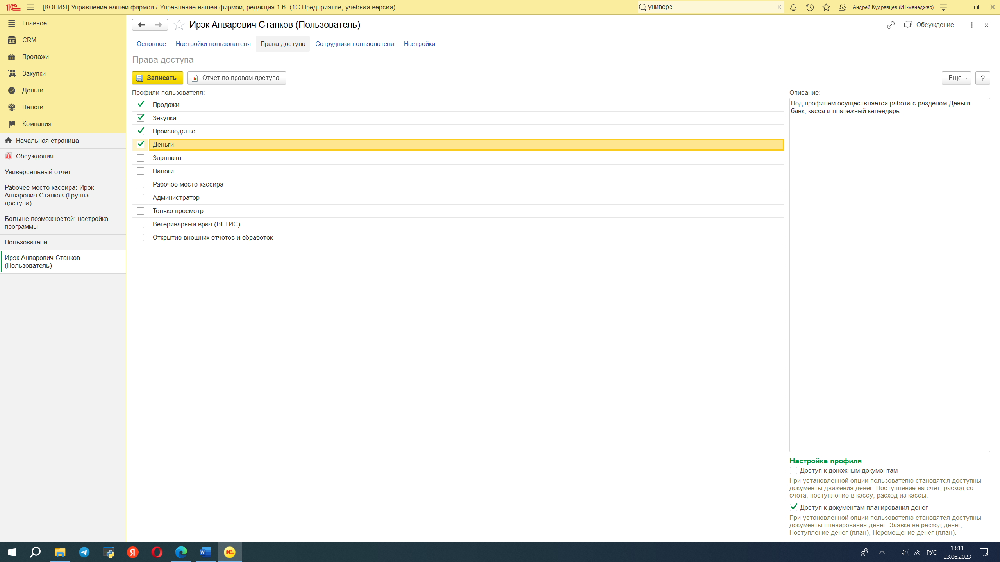 [КОПИЯ] Управление нашей фирмой / Управление нашей фирмой, редакция 1.6 (1С:Предприятие, учебная версия)
универс
Андрей Кудрявцев (ИТ-менеджер)
Главное
CRM
Продажи
Закупки
Деньги
Налоги
Компания
Начальная страница
Обсуждения
Универсальный отчет
Рабочее место кассира: Ирэк
Анварович Станков (Группа
доступа)
Больше возможностей: настройка
программы
Пользователи
Ирэк Анварович Станков
(Пользователь)
Ирэк Анварович Станков (Пользователь)
Обсуждение
Основное Настройки пользователя Права доступа Сотрудники пользователя Настройки
Права доступа
Записать Отчет по правам доступа Еще ?
Профили пользователя:
Продажи
Закупки
Производство
Деньги
Зарплата
Налоги
Рабочее место кассира
Администратор
Только просмотр
Ветеринарный врач (ВЕТИС)
Открытие внешних отчетов и обработок
Описание:
Под профилем осуществляется работа с разделом Деньги:
банк, касса и платежный календарь.
Настройка профиля
Доступ к денежным документам
При установленной опции пользователю становятся доступны
документы движения денег: Поступление на счет, расход со
счета, поступление в кассу, расход из кассы.
Доступ к документам планирования денег
При установленной опции пользователю становятся доступны
документы планирования денег: Заявка на расход денег,
Поступление денег (план), Перемещение денег (план).
РУС
13:11
23.06.2023